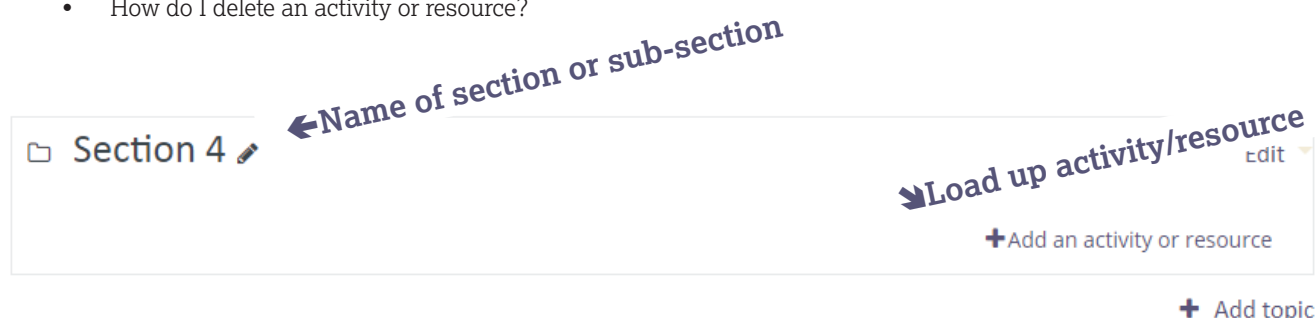 • How do I delete an activity or resource?
←Name of section or sub-section
Section 4
Edit
↘Load up activity/resource
+Add an activity or resource
+ Add topic